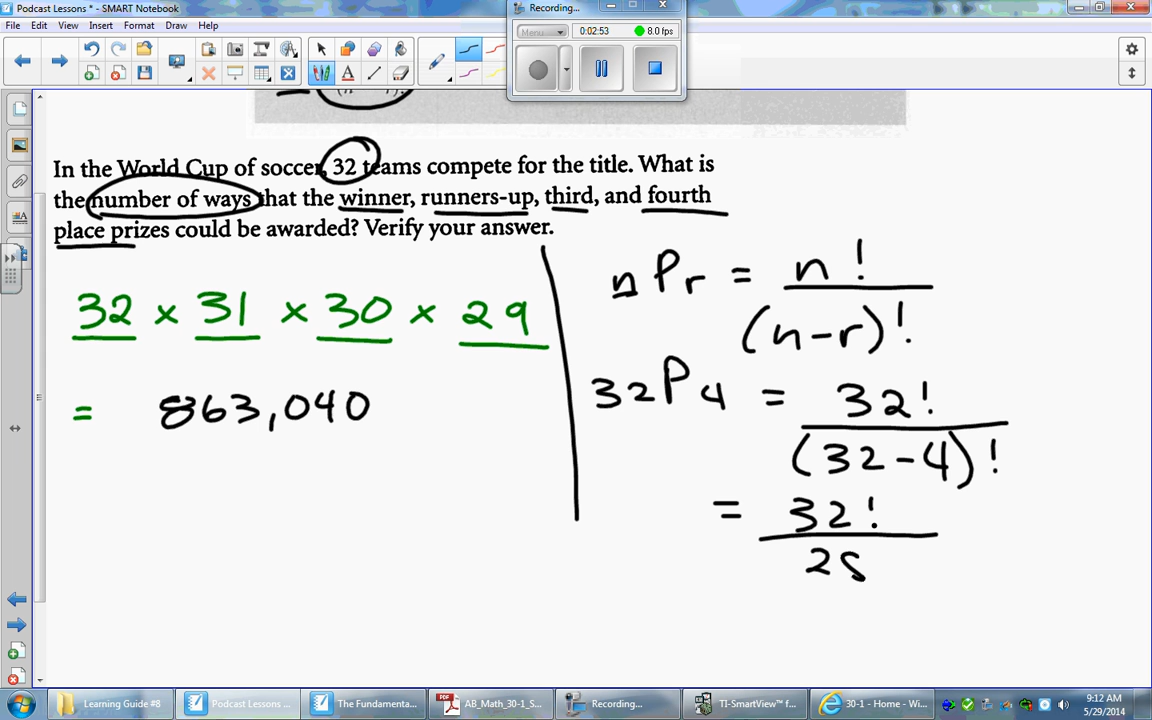 Podcast Lessons * - SMART Notebook
Recording...
File Edit View Insert Format Draw Help
Menu 0:02:53 8.0 fps
In the World Cup of soccer, 32 teams compete for the title. What is
the number of ways that the winner, runners-up, third, and fourth
place prizes could be awarded? Verify your answer.
nPr = n!
(n-r)!
32 x 31 x 30 x 29
32P4 = 32!
(32-4)!
= 863,040
= 32!
28
Learning Guide #8 Podcast Lessons ... The Fundamenta... AB_Math_30-1_S... Recording... TI-SmartView™ f... 30-1 - Home - Wi...
9:12 AM
5/29/2014